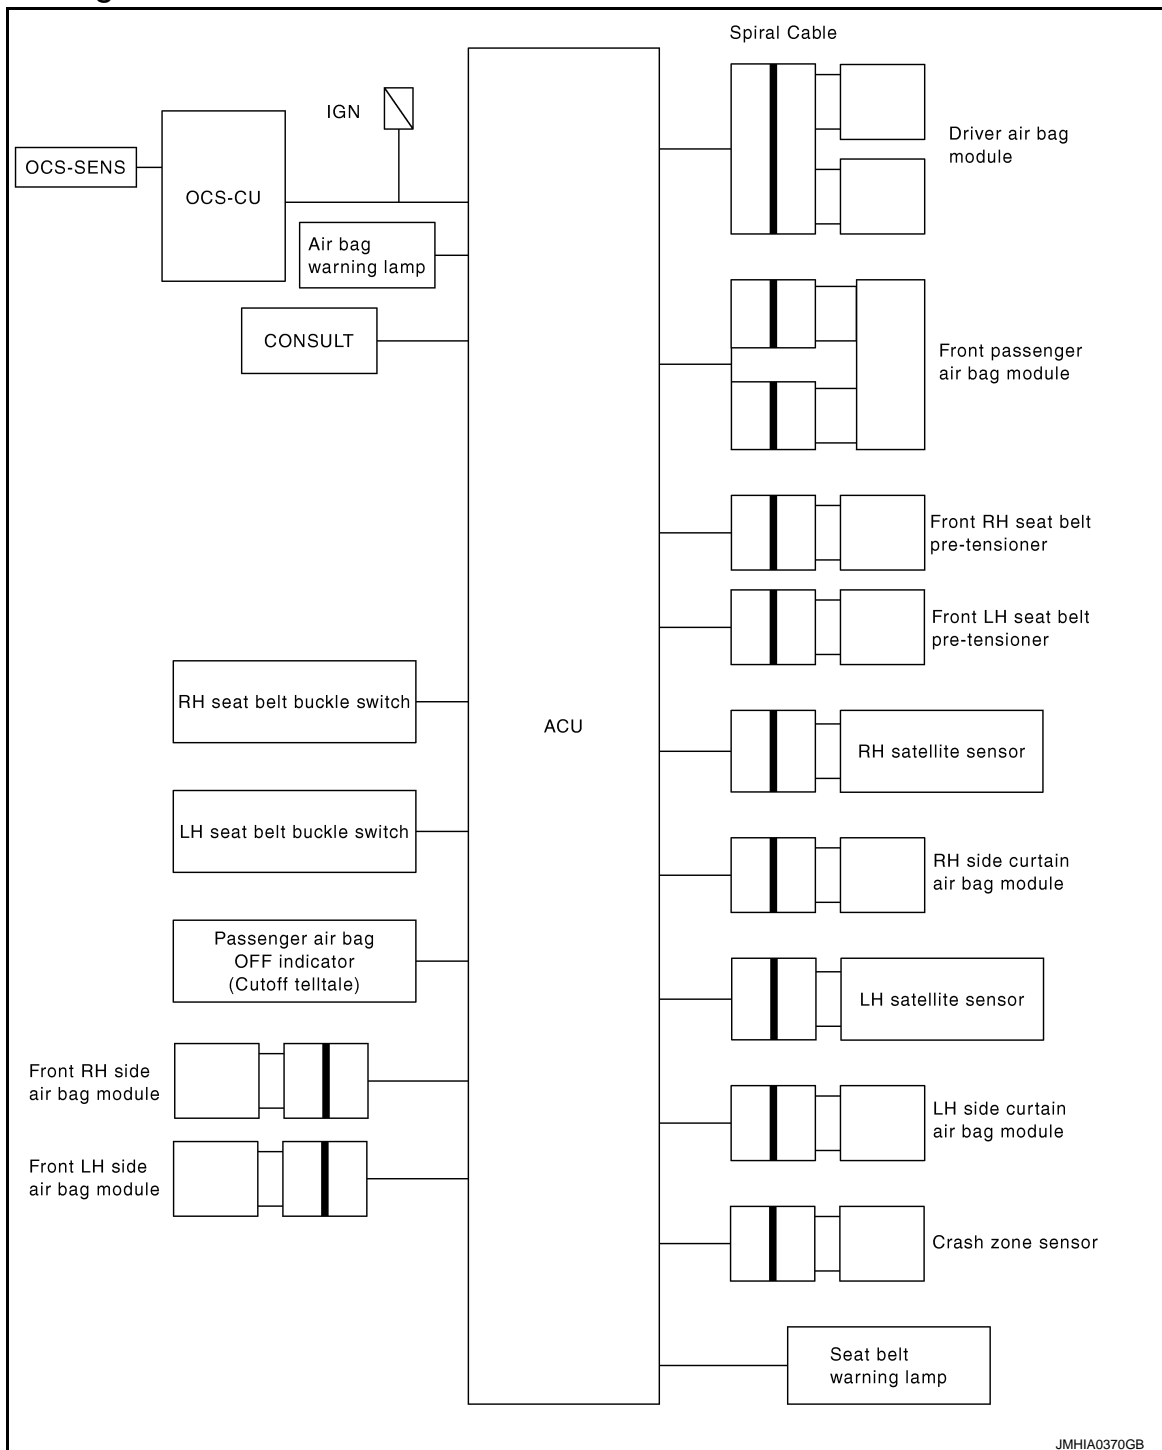 Spiral Cable
IGN
OCS-SENS
OCS-CU
Air bag
warning lamp
CONSULT
RH seat belt buckle switch
LH seat belt buckle switch
Passenger air bag
OFF indicator
(Cutoff telltale)
Front RH side
air bag module
Front LH side
air bag module
ACU
Driver air bag
module
Front passenger
air bag module
Front RH seat belt
pre-tensioner
Front LH seat belt
pre-tensioner
RH satellite sensor
RH side curtain
air bag module
LH satellite sensor
LH side curtain
air bag module
Crash zone sensor
Seat belt
warning lamp
JMHIA0370GB